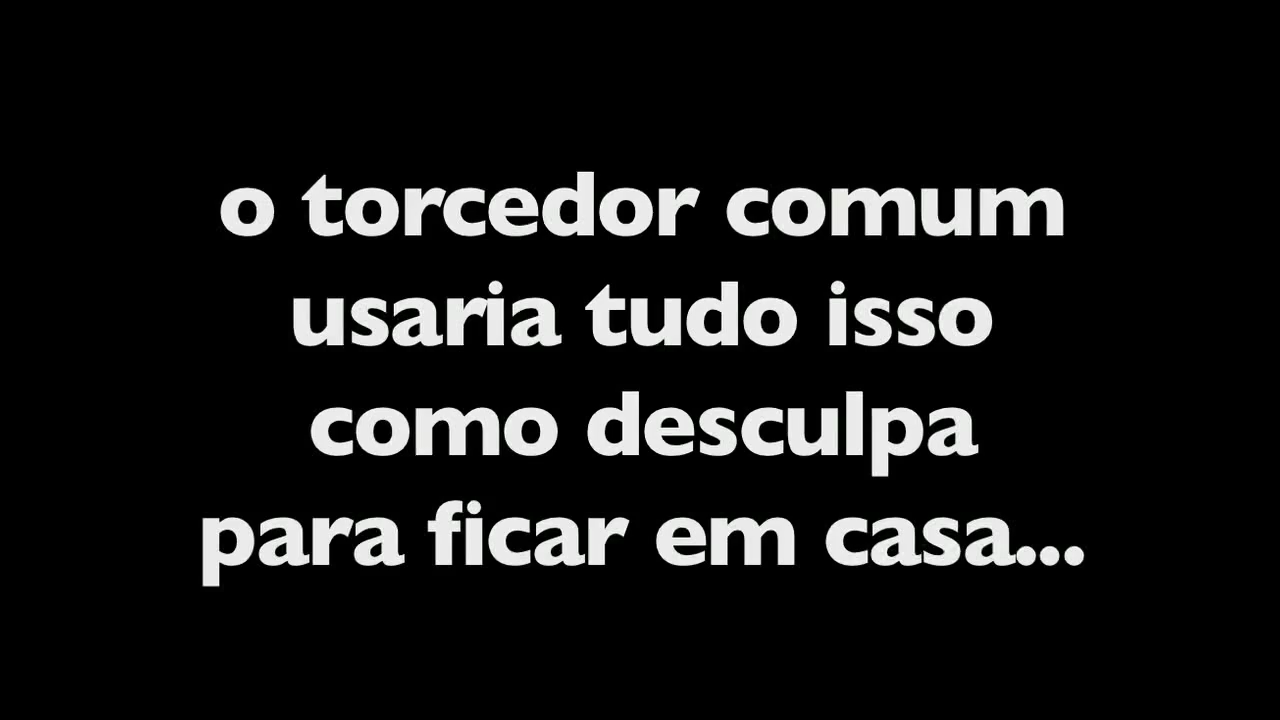 o torcedor comum
usaria tudo isso
como desculpa
para ficar em casa...